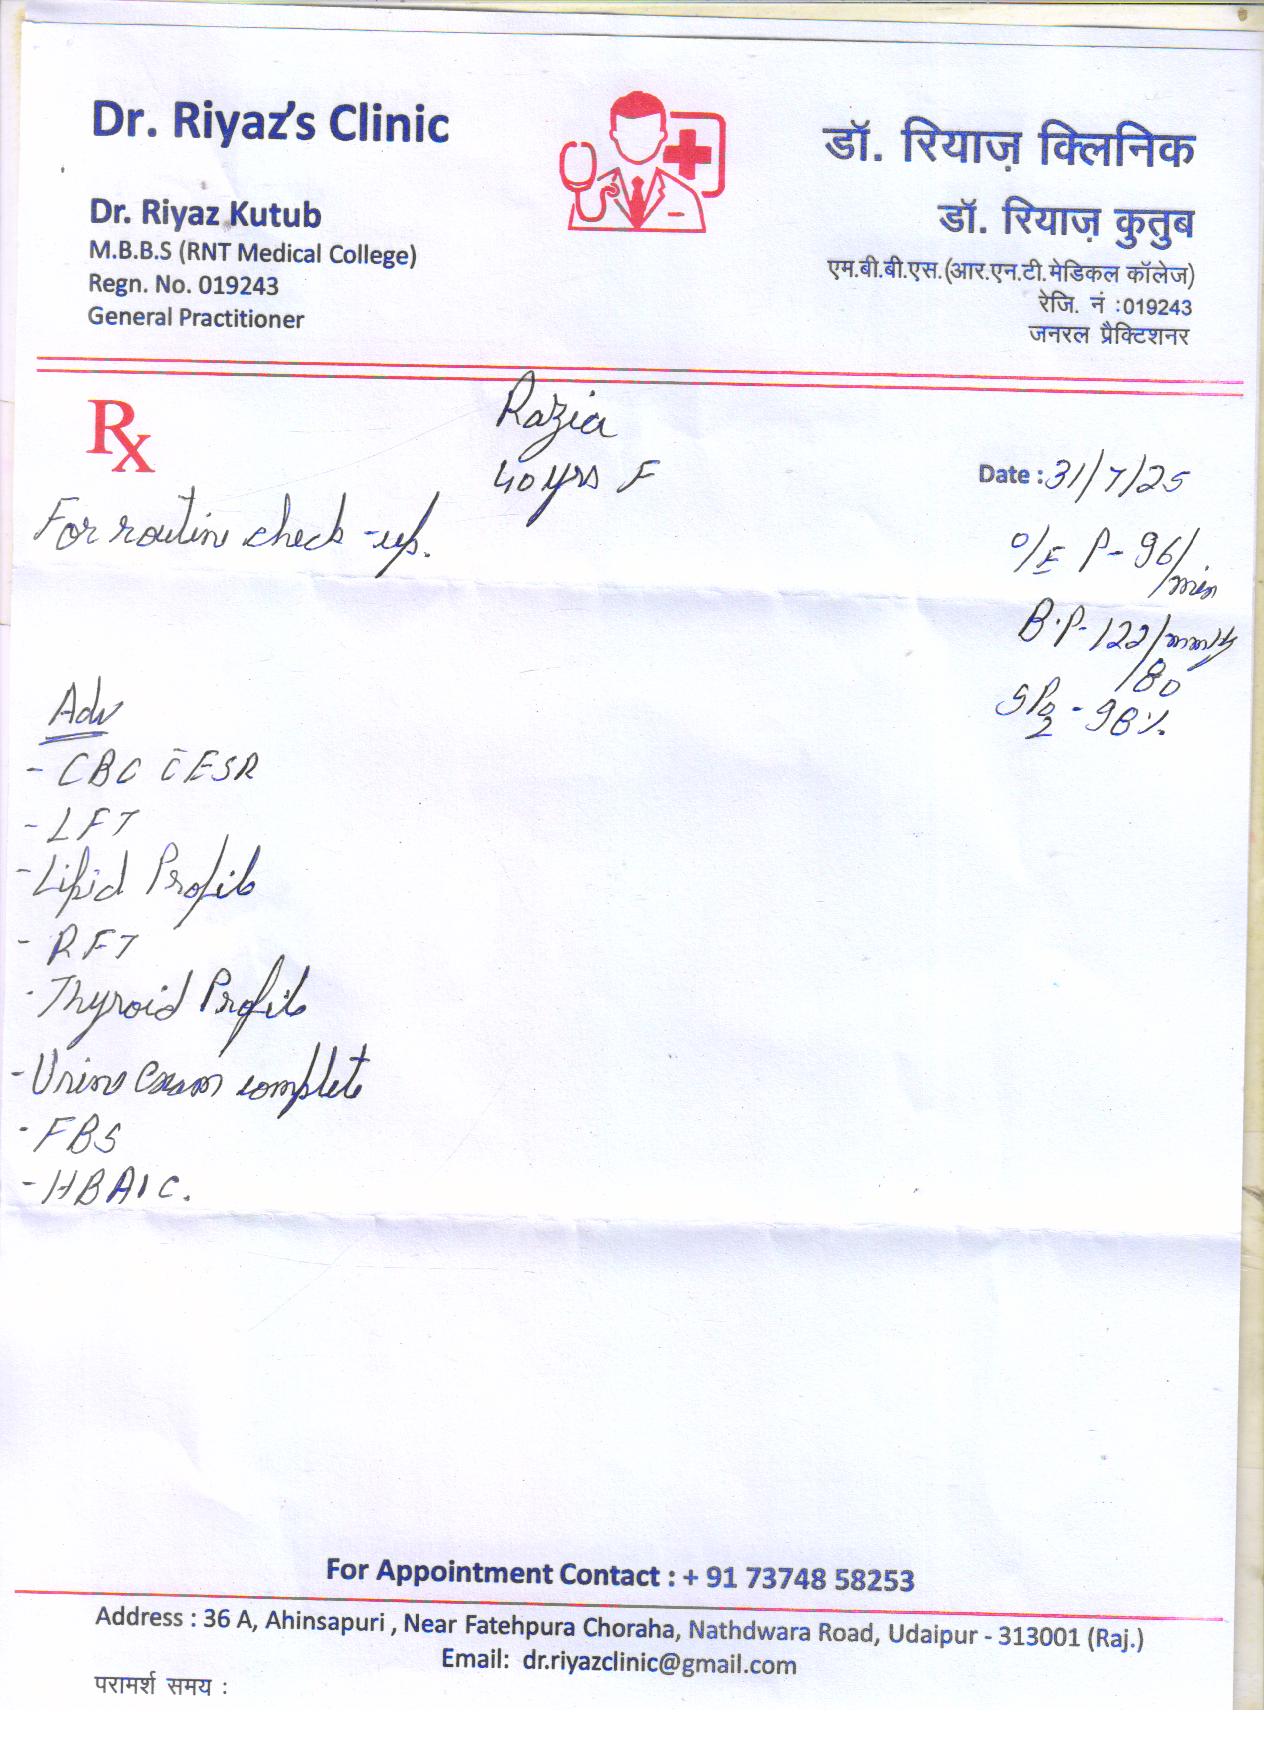 Dr. Riyaz's Clinic
Dr. Riyaz Kutub
M.B.B.S (RNT Medical College)
Regn. No. 019243
General Practitioner
डॉ. रियाज़ क्लिनिक
डॉ. रियाज़ कुतुब
एम.बी.बी.एस.(आर.एन.टी.मेडिकल कॉलेज)
रेजि. नं :019243
जनरल प्रैक्टिशनर
Rx
Razia
40 yrs F
Date : 31/7/25
For routin check-up.
O/E P- 96/min
B.P- 122/80 mmHg
SPO2 - 98%.
Adv
- CBC c̄ ESR
- LFT
- Lipid Profile
- RFT
- Thyroid Profile
- Urine Exam complete
- FBS
- HBA1C.
For Appointment Contact : + 91 73748 58253
Address : 36 A, Ahinsapuri , Near Fatehpura Choraha, Nathdwara Road, Udaipur - 313001 (Raj.)
Email: dr.riyazclinic@gmail.com
परामर्श समय :